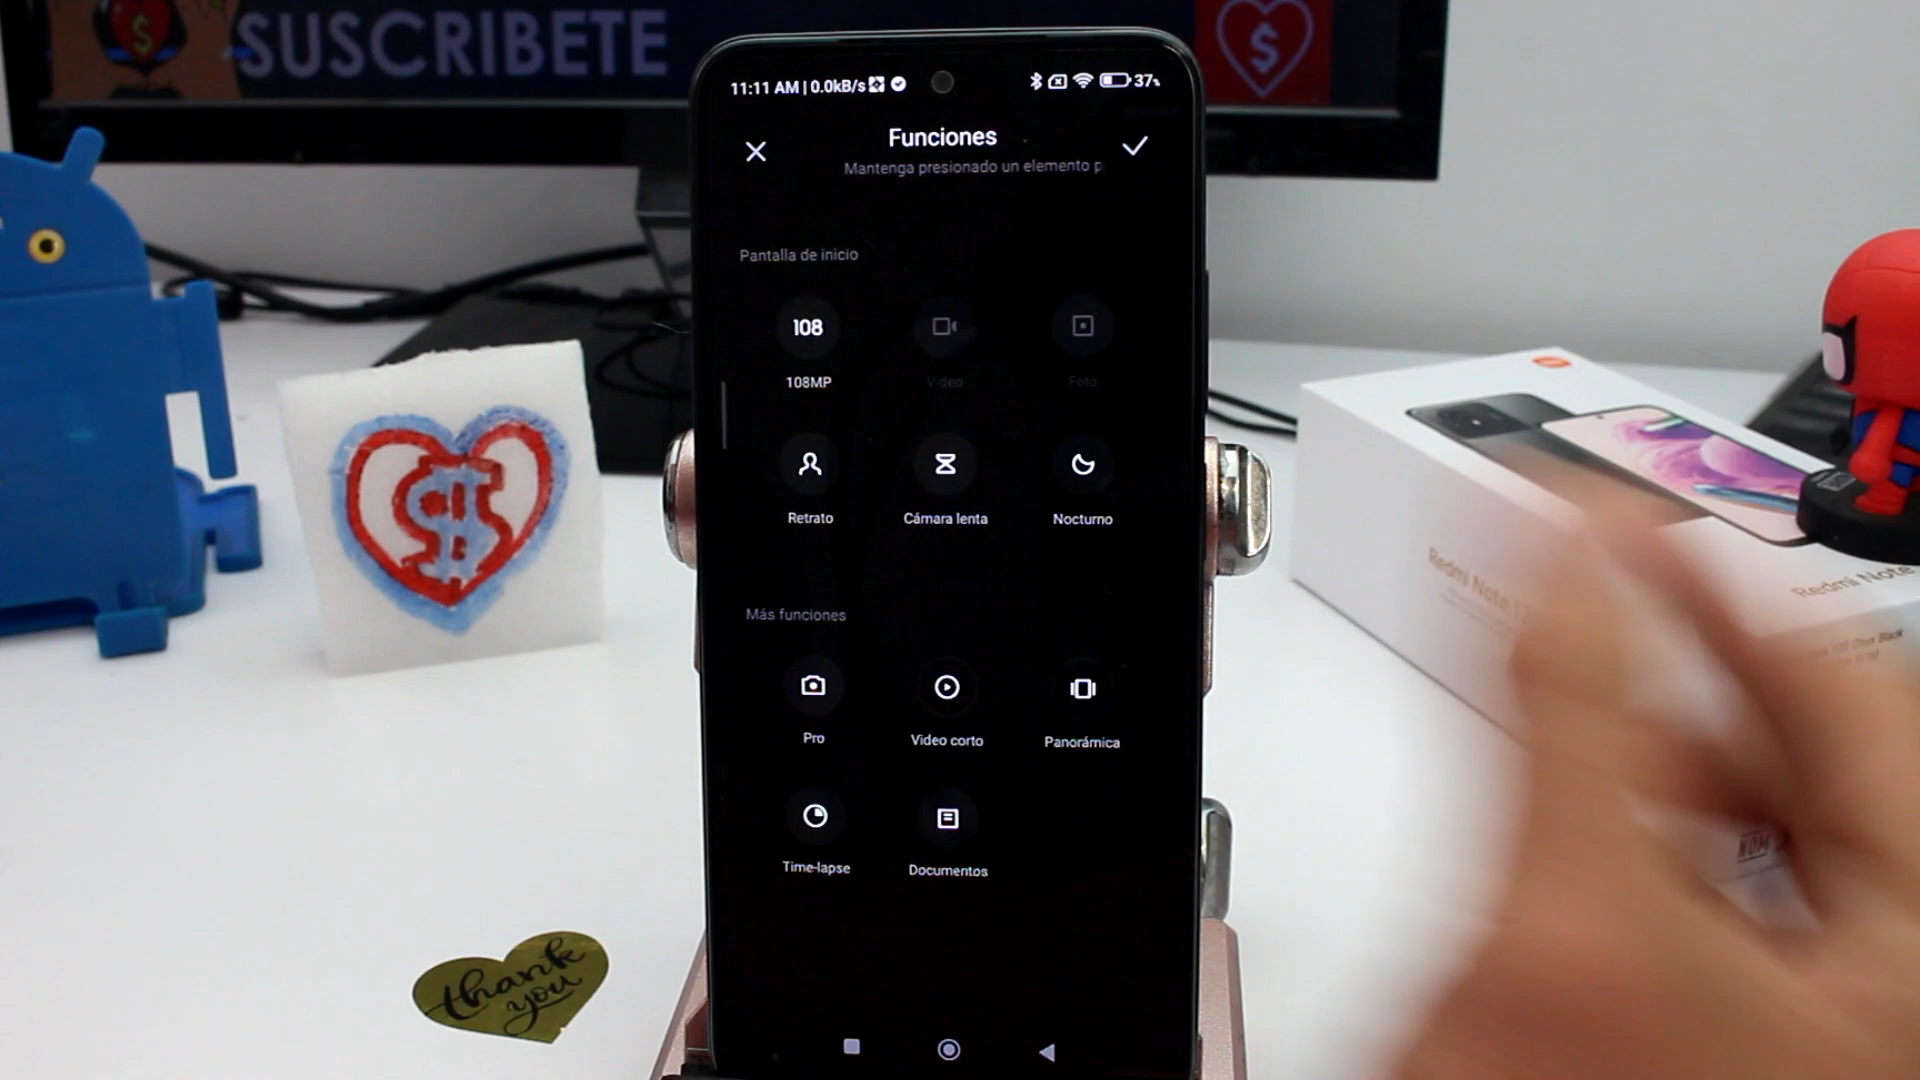 SUSCRIBETE
$
11:11 AM | 0.0kB/s
37%
Funciones
Mantenga presionado un elemento p
Pantalla de inicio
108
108MP
Video
Foto
Retrato
Cámara lenta
Nocturno
Más funciones
Pro
Video corto
Panorámica
Time-lapse
Documentos
$
Redmi Note
Redmi Note
NOM
thank
you